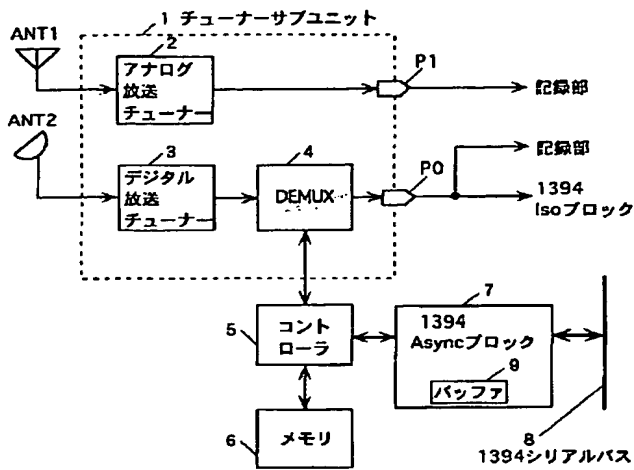 1 チューナーサブユニット
ANT1
2
アナログ
放送
チューナー
P1
記録部
ANT2
3
デジタル
放送
チューナー
4
DEMUX
P0
記録部
1394
Isoブロック
5
コント
ローラ
7
1394
Asyncブロック
9
バッファ
6
メモリ
8
1394シリアルバス